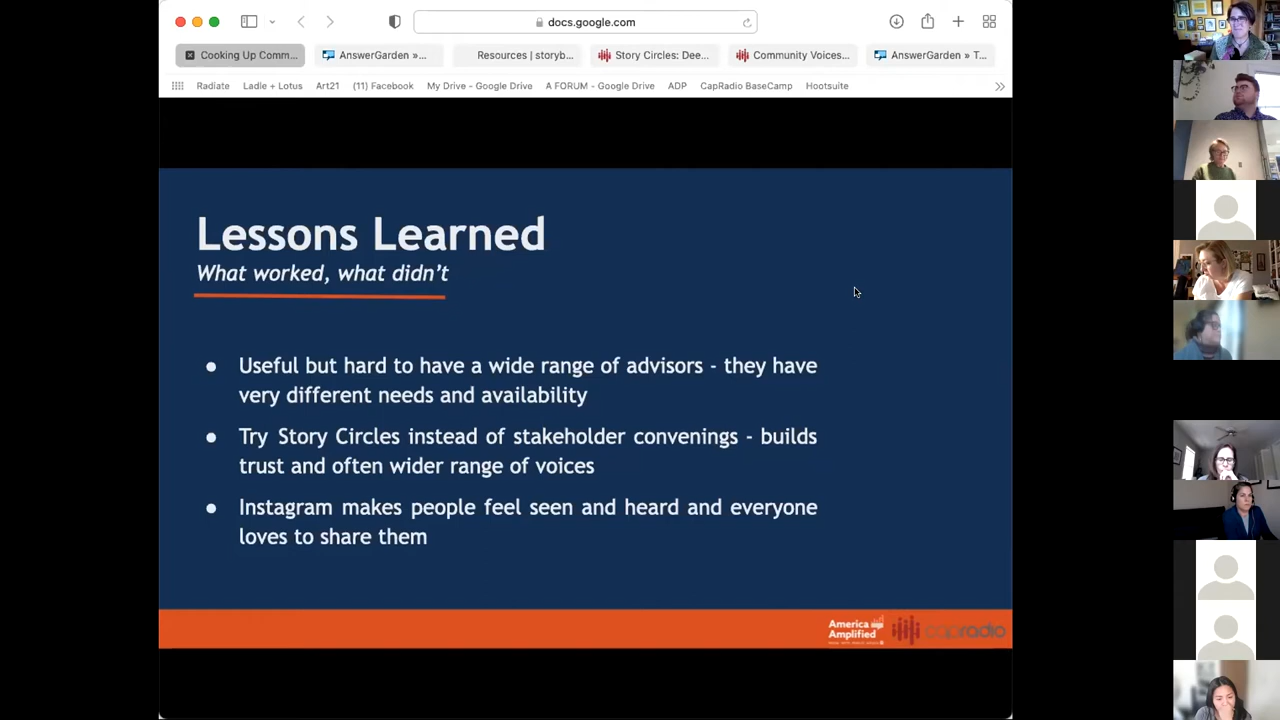 docs.google.com
Cooking Up Comm...
AnswerGarden »...
Resources | storyb...
Story Circles: Dee...
Community Voices...
AnswerGarden » T...
Radiate
Ladle + Lotus
Art21
(11) Facebook
My Drive - Google Drive
A FORUM - Google Drive
ADP
CapRadio BaseCamp
Hootsuite
Lessons Learned
What worked, what didn't
● Useful but hard to have a wide range of advisors - they have
very different needs and availability
● Try Story Circles instead of stakeholder convenings - builds
trust and often wider range of voices
● Instagram makes people feel seen and heard and everyone
loves to share them
America
Amplified
capradio